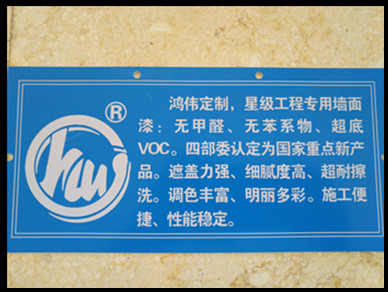 ®
hw
鸿伟定制，星级工程专用墙面
漆：无甲醛、无苯系物、超底
VOC。四部委认定为国家重点新产
品。遮盖力强、细腻度高、超耐擦
洗。调色丰富、明丽多彩。施工便
捷、性能稳定。